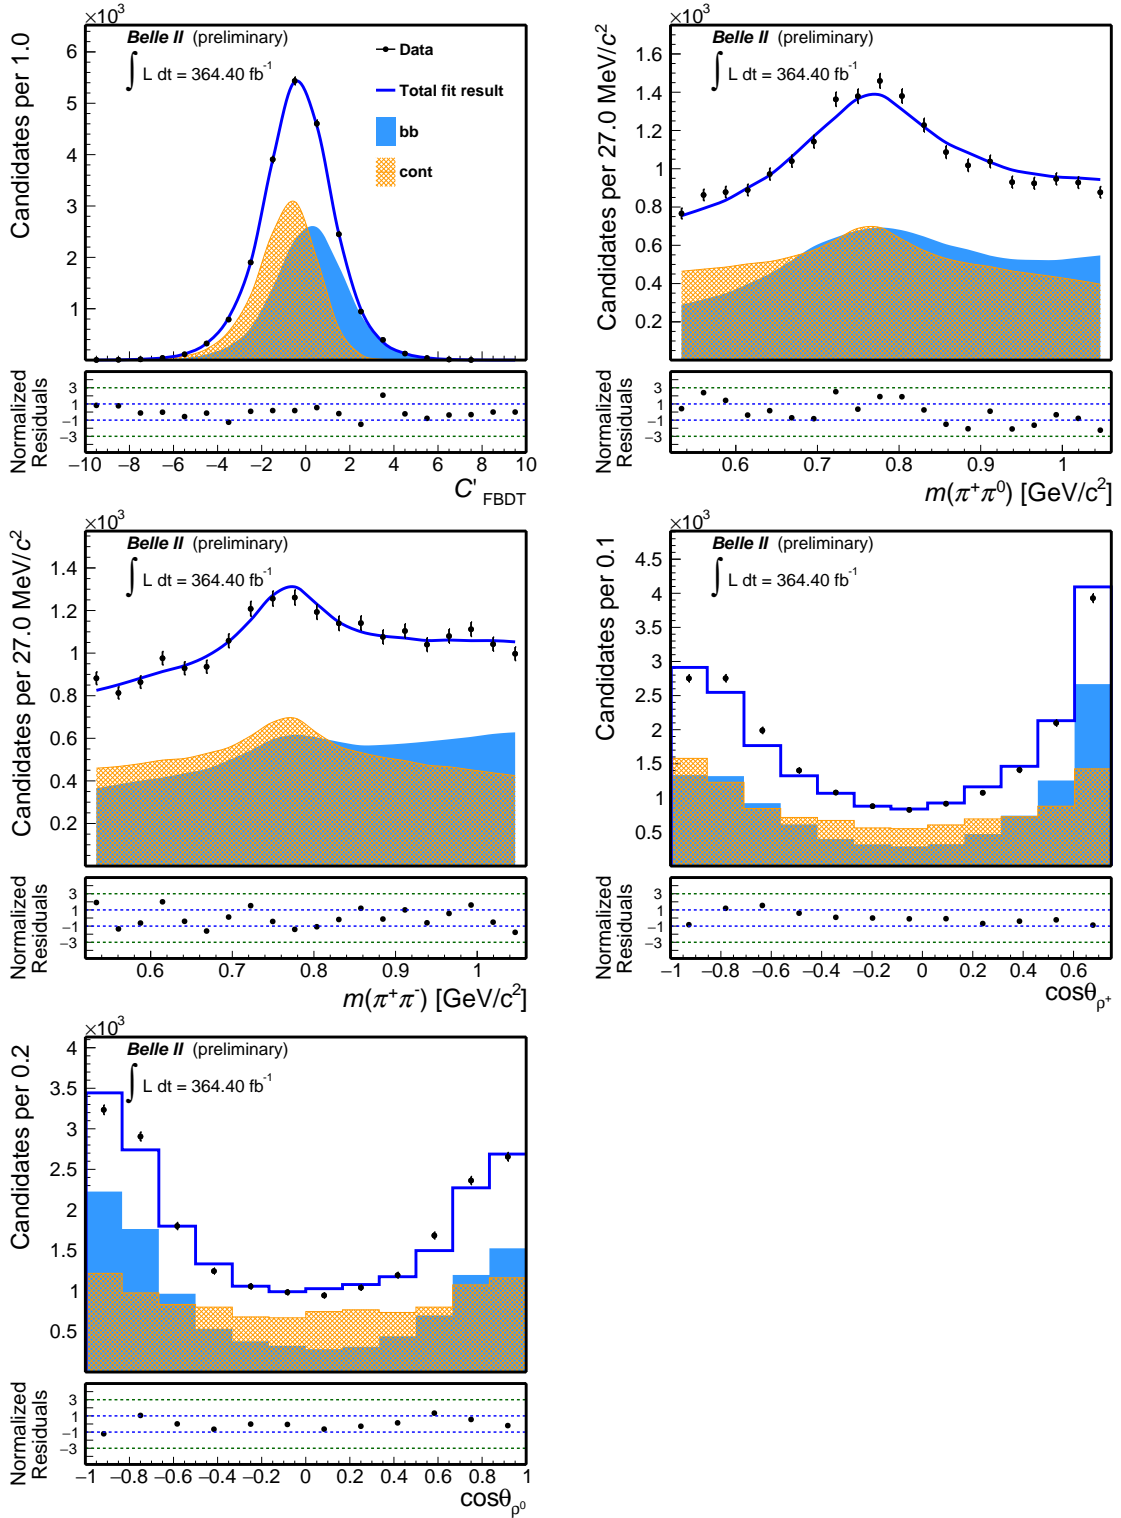 ×10³
Candidates per 1.0
Belle II (preliminary)
∫ L dt = 364.40 fb⁻¹
Data
Total fit result
bb
cont
6
5
4
3
2
1
Normalized
Residuals
3
1
−1
−3
−10 −8 −6 −4 −2 0 2 4 6 8 10
C'FBDT
×10³
Candidates per 27.0 MeV/c²
Belle II (preliminary)
∫ L dt = 364.40 fb⁻¹
1.6
1.4
1.2
1
0.8
0.6
0.4
0.2
Normalized
Residuals
3
1
−1
−3
0.6 0.7 0.8 0.9 1
m(π⁺π⁰) [GeV/c²]
×10³
Candidates per 27.0 MeV/c²
Belle II (preliminary)
∫ L dt = 364.40 fb⁻¹
1.4
1.2
1
0.8
0.6
0.4
0.2
Normalized
Residuals
3
1
−1
−3
0.6 0.7 0.8 0.9 1
m(π⁺π⁻) [GeV/c²]
×10³
Candidates per 0.1
Belle II (preliminary)
∫ L dt = 364.40 fb⁻¹
4.5
4
3.5
3
2.5
2
1.5
1
0.5
Normalized
Residuals
3
1
−1
−3
−1 −0.8 −0.6 −0.4 −0.2 0 0.2 0.4 0.6
cosθρ⁺
×10³
Candidates per 0.2
Belle II (preliminary)
∫ L dt = 364.40 fb⁻¹
4
3.5
3
2.5
2
1.5
1
0.5
Normalized
Residuals
3
1
−1
−3
−1 −0.8 −0.6 −0.4 −0.2 0 0.2 0.4 0.6 0.8 1
cosθρ⁰